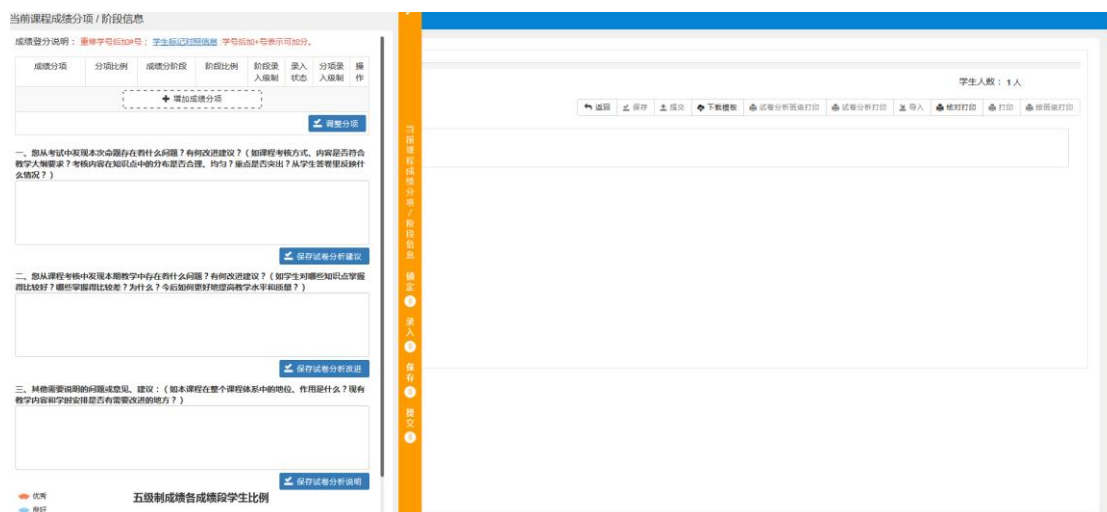 当前课程成绩分项 / 阶段信息
成绩登分说明：重修学号后加#号； 学生标记对照信息 学号后加+号表示可加分。
成绩分项 分项比例 成绩分阶段 阶段比例 阶段录入级制 录入状态 分项录入级制 操作
增加成绩分项
调整分项
一、您从考试中发现本次命题存在着什么问题？有何改进建议？（如课程考核方式、内容是否符合
教学大纲要求？考核内容在知识点中的分布是否合理、均匀？重点是否突出？从学生答卷里反映什
么情况？）
保存试卷分析建议
二、您从课程考核中发现本期教学中存在着什么问题？有何改进建议？（如学生对哪些知识点掌握
得比较好？哪些掌握得比较差？为什么？今后如何更好地提高教学水平和质量？）
保存试卷分析改进
三、其他需要说明的问题或意见、建议：（如本课程在整个课程体系中的地位、作用是什么？现有
教学内容和学时安排是否有需要改进的地方？）
保存试卷分析说明
优秀
良好
五级制成绩各成绩段学生比例
当前课程成绩分项/阶段信息 锁定 0 录入 0 保存 0 提交 0
学生人数：1人
返回 保存 提交 下载模板 试卷分析班级打印 试卷分析打印 导入 核对打印 打印 按班级打印